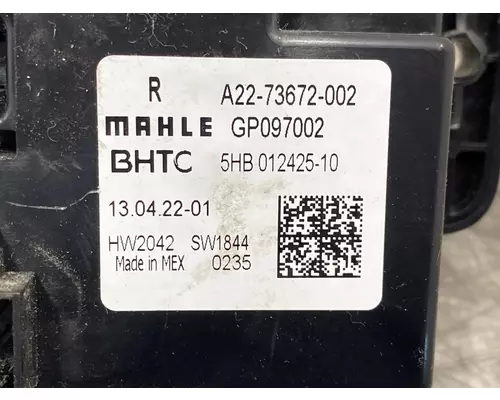 R A22-73672-002
MAHLE GP097002
BHTC 5HB 012425-10
13.04.22-01
HW2042 SW1844
Made in MEX 0235